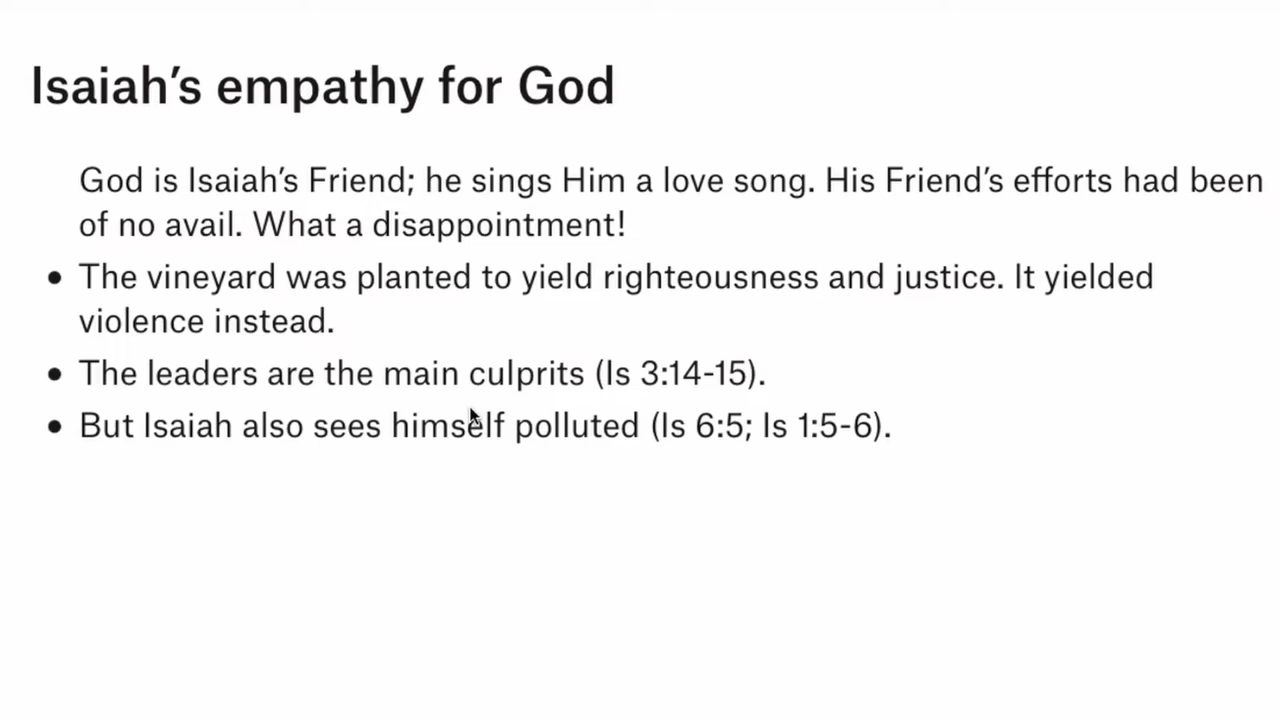 Isaiah’s empathy for God
God is Isaiah’s Friend; he sings Him a love song. His Friend’s efforts had been
of no avail. What a disappointment!
• The vineyard was planted to yield righteousness and justice. It yielded
violence instead.
• The leaders are the main culprits (Is 3:14-15).
• But Isaiah also sees himself polluted (Is 6:5; Is 1:5-6).